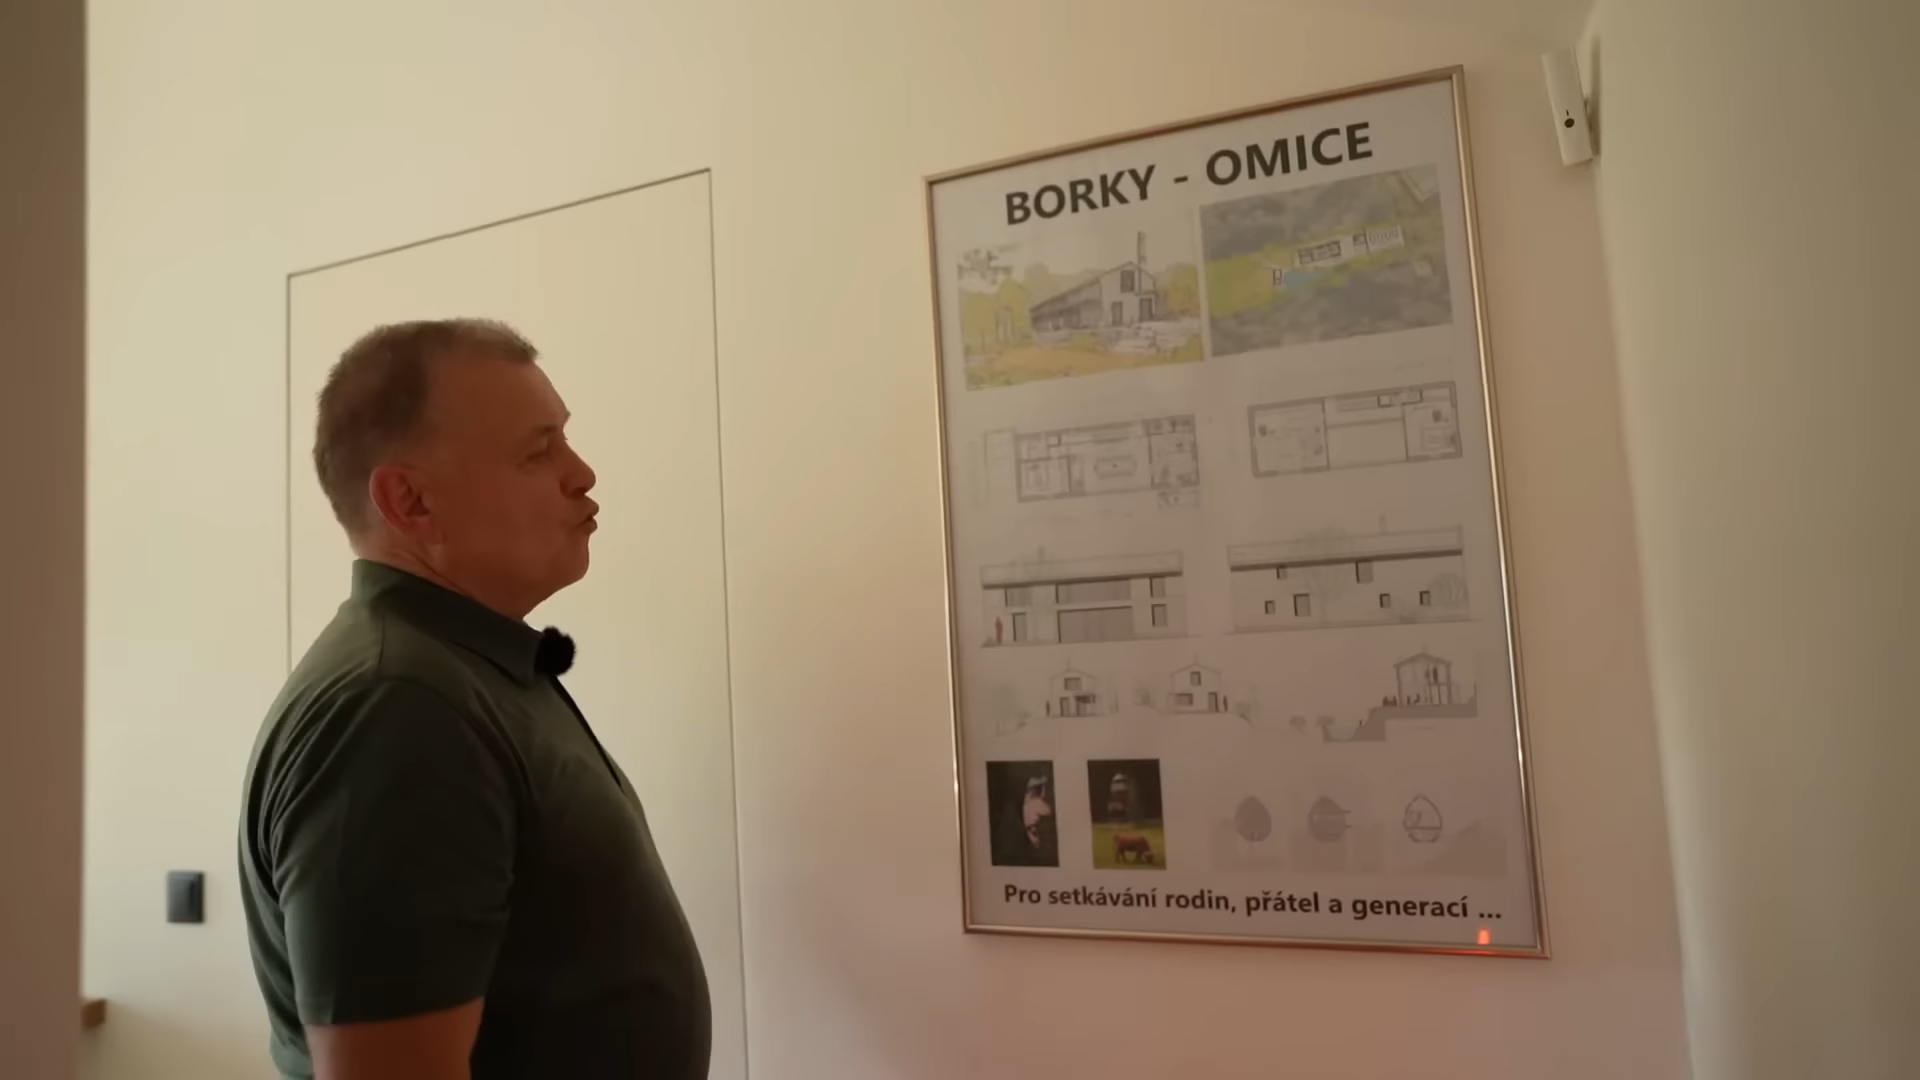 BORKY - OMICE
Pro setkávání rodin, přátel a generací ...